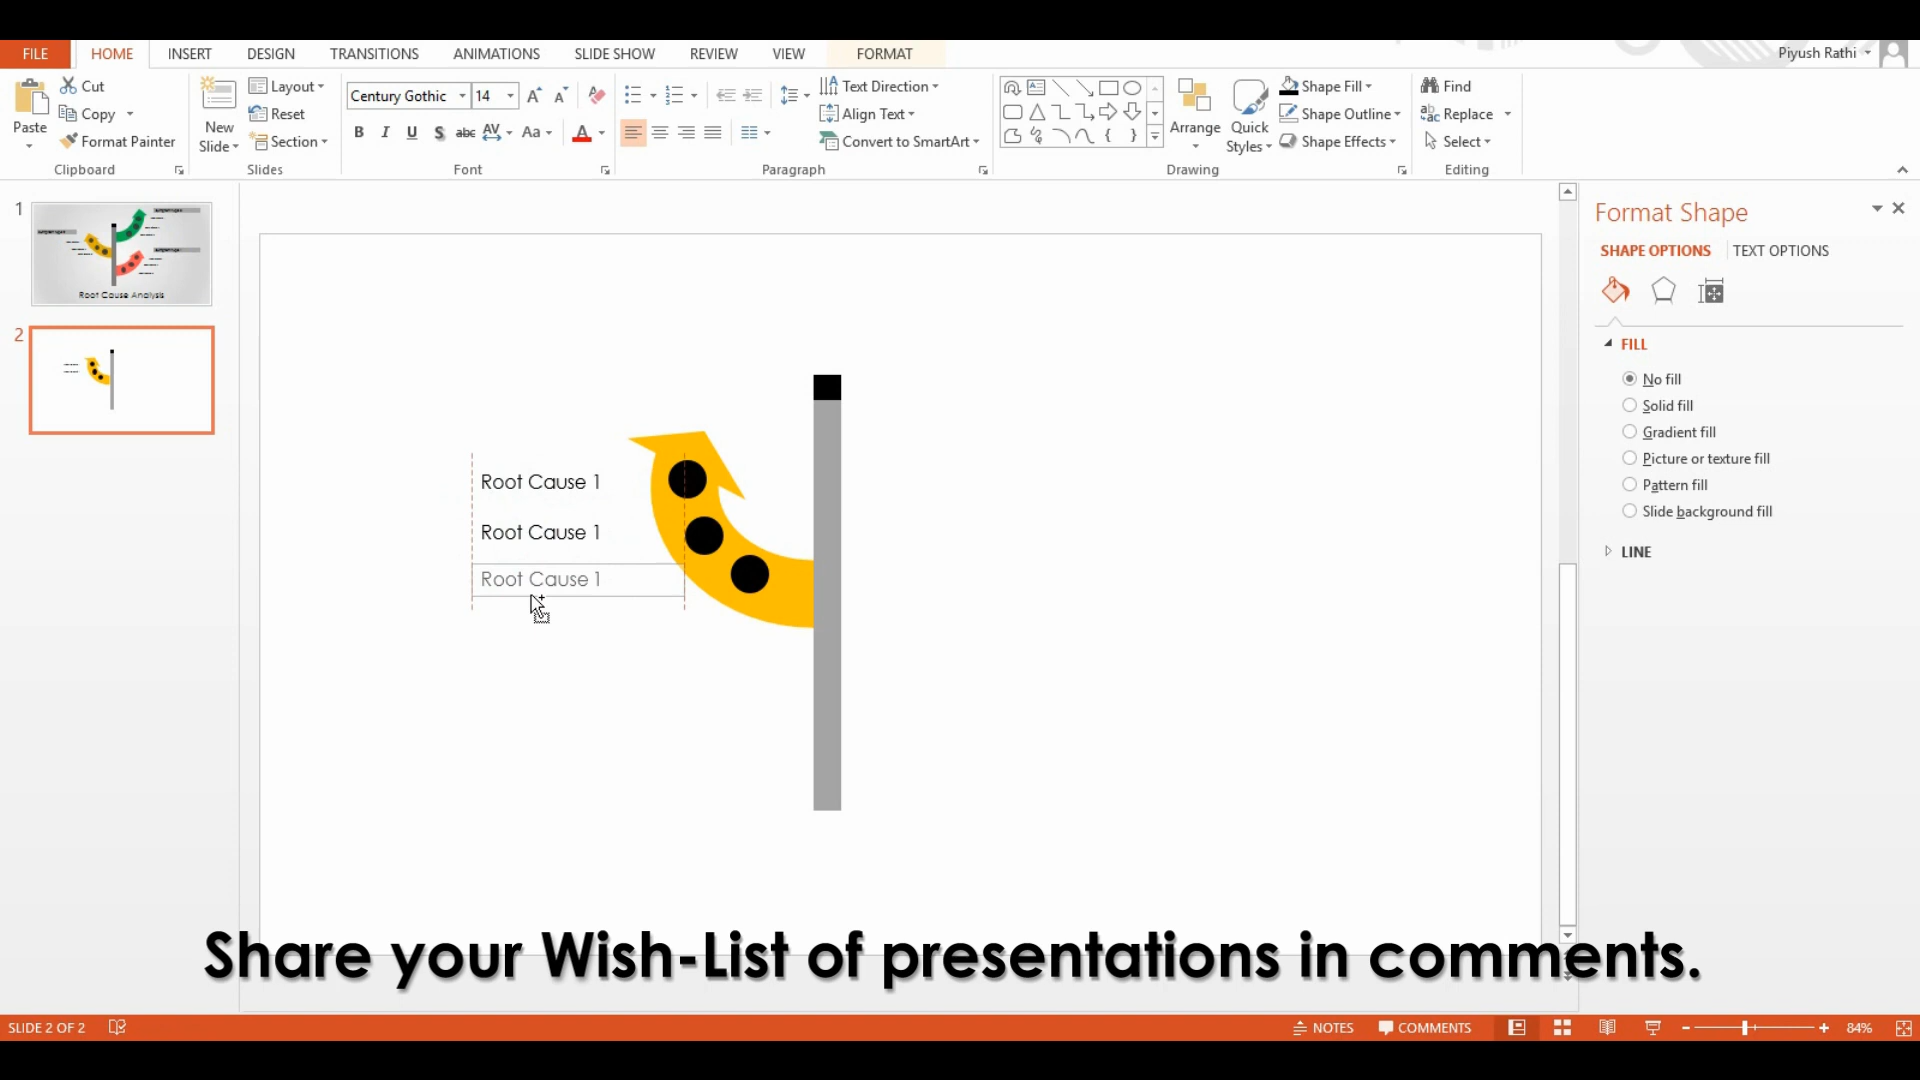 FILE HOME INSERT DESIGN TRANSITIONS ANIMATIONS SLIDE SHOW REVIEW VIEW FORMAT Piyush Rathi
Paste Cut Copy Format Painter Clipboard
New Slide Layout Reset Section Slides
Century Gothic 14 B I U S abc AV Aa A Font
Text Direction Align Text Convert to SmartArt Paragraph
Arrange Quick Styles Shape Fill Shape Outline Shape Effects Drawing
Find Replace Select Editing
1
Root Cause Analysis
2
Root Cause 1
Root Cause 1
Root Cause 1
Format Shape
SHAPE OPTIONS TEXT OPTIONS
FILL
No fill
Solid fill
Gradient fill
Picture or texture fill
Pattern fill
Slide background fill
LINE
Share your Wish-List of presentations in comments.
SLIDE 2 OF 2 NOTES COMMENTS 84%